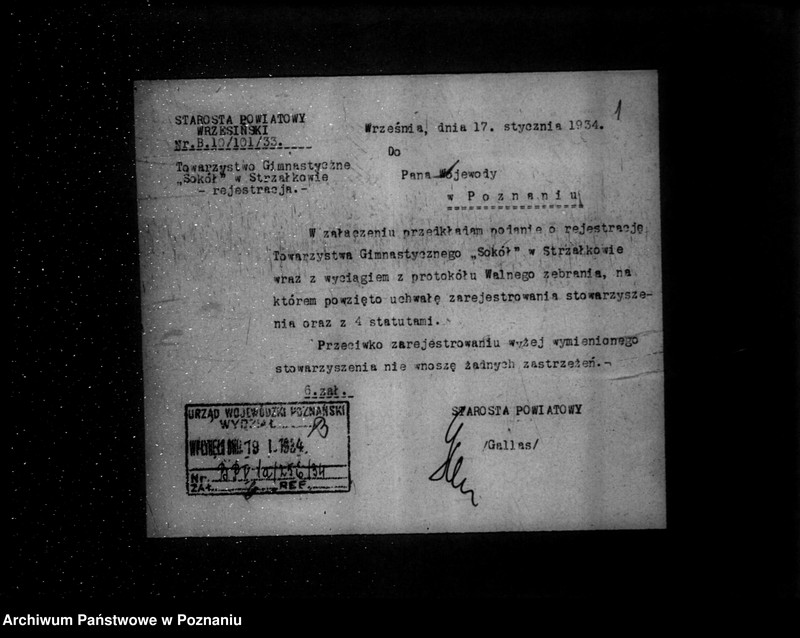 1
STAROSTA POWIATOWY
WRZESIŃSKI
Nr.B.10/101/33.
Września, dnia 17. stycznia 1934.
Towarzystwo Gimnastyczne
„Sokół" w Strzałkowie
- rejestracja.-
Do
Pana Wojewody
w Poznaniu
W załączeniu przedkładam podanie o rejestrację
Towarzystwa Gimnastycznego „Sokół" w Strzałkowie
wraz z wyciągiem z protokółu Walnego zebrania, na
którem powzięto uchwałę zarejestrowania stowarzysze-
nia oraz z 4 statutami.
Przeciwko zarejestrowaniu wyżej wymienionego
stowarzyszenia nie wnoszę żadnych zastrzeżeń.-
6.zał.
STAROSTA POWIATOWY
/Gallas/
URZĄD WOJEWÓDZKI POZNAŃSKI
WYDZIAŁ B
WPŁYNĘŁO DNIA 19 I. 1934.
Nr.
ZAŁ. REF.
Archiwum Państwowe w Poznaniu